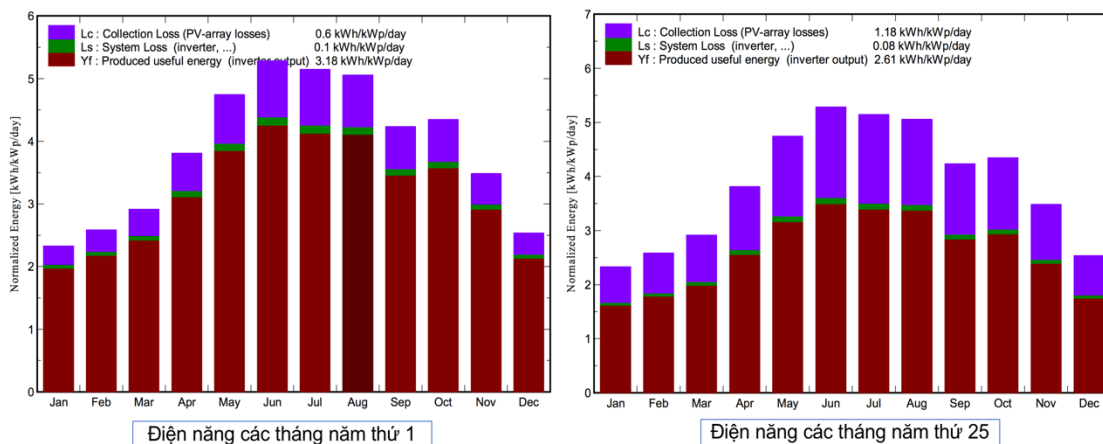 Lc : Collection Loss (PV-array losses) 0.6 kWh/kWp/day
Ls : System Loss (inverter, ...) 0.1 kWh/kWp/day
Yf : Produced useful energy (inverter output) 3.18 kWh/kWp/day
Normalized Energy [kWh/kWp/day]
6
5
4
3
2
1
0
Jan Feb Mar Apr May Jun Jul Aug Sep Oct Nov Dec
Điện năng các tháng năm thứ 1
Lc : Collection Loss (PV-array losses) 1.18 kWh/kWp/day
Ls : System Loss (inverter, ...) 0.08 kWh/kWp/day
Yf : Produced useful energy (inverter output) 2.61 kWh/kWp/day
Normalized Energy [kWh/kWp/day]
7
6
5
4
3
2
1
0
Jan Feb Mar Apr May Jun Jul Aug Sep Oct Nov Dec
Điện năng các tháng năm thứ 25